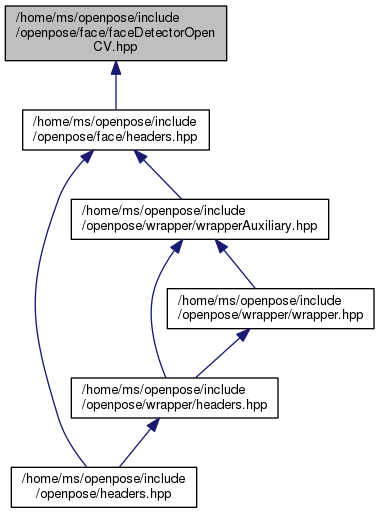 /home/ms/openpose/include
/openpose/face/faceDetectorOpen
CV.hpp
/home/ms/openpose/include
/openpose/face/headers.hpp
/home/ms/openpose/include
/openpose/wrapper/wrapperAuxiliary.hpp
/home/ms/openpose/include
/openpose/wrapper/wrapper.hpp
/home/ms/openpose/include
/openpose/wrapper/headers.hpp
/home/ms/openpose/include
/openpose/headers.hpp